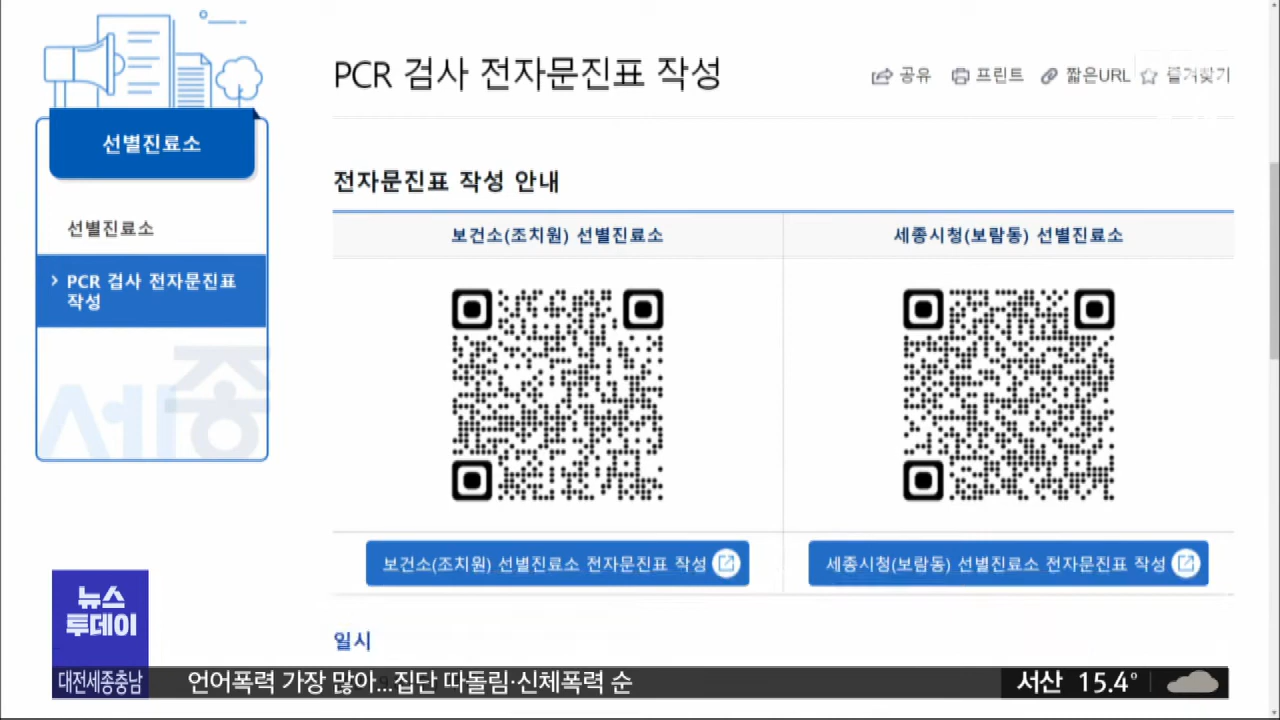 PCR 검사 전자문진표 작성
공유 프린트 짧은URL 즐겨찾기
선별진료소
선별진료소
PCR 검사 전자문진표
작성
세종
전자문진표 작성 안내
보건소(조치원) 선별진료소 세종시청(보람동) 선별진료소
보건소(조치원) 선별진료소 전자문진표 작성 세종시청(보람동) 선별진료소 전자문진표 작성
일시
뉴스
투데이
대전세종충남 언어폭력 가장 많아...집단 따돌림·신체폭력 순 서산 15.4°